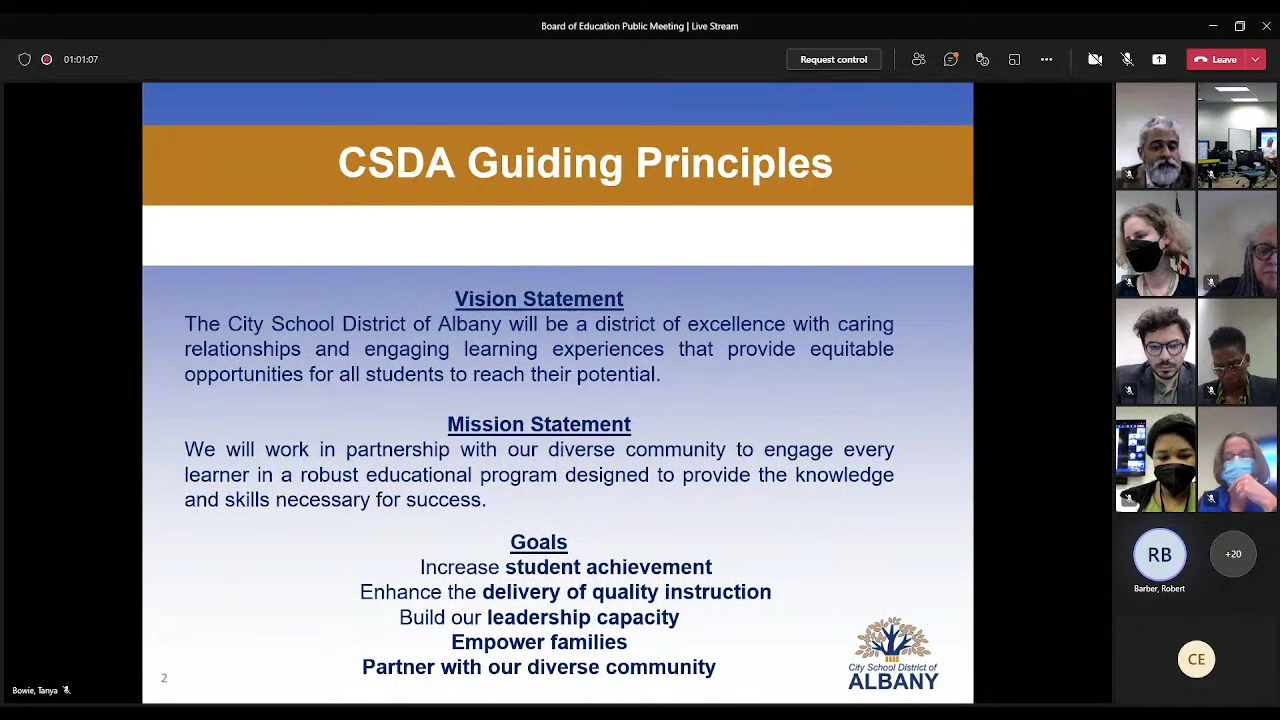 Board of Education Public Meeting | Live Stream
01:01:07
Request control
Leave
CSDA Guiding Principles
Vision Statement
The City School District of Albany will be a district of excellence with caring
relationships and engaging learning experiences that provide equitable
opportunities for all students to reach their potential.
Mission Statement
We will work in partnership with our diverse community to engage every
learner in a robust educational program designed to provide the knowledge
and skills necessary for success.
Goals
Increase student achievement
Enhance the delivery of quality instruction
Build our leadership capacity
Empower families
Partner with our diverse community
2
City School District of
ALBANY
Bowie, Tanya
RB
+20
Barber, Robert
CE